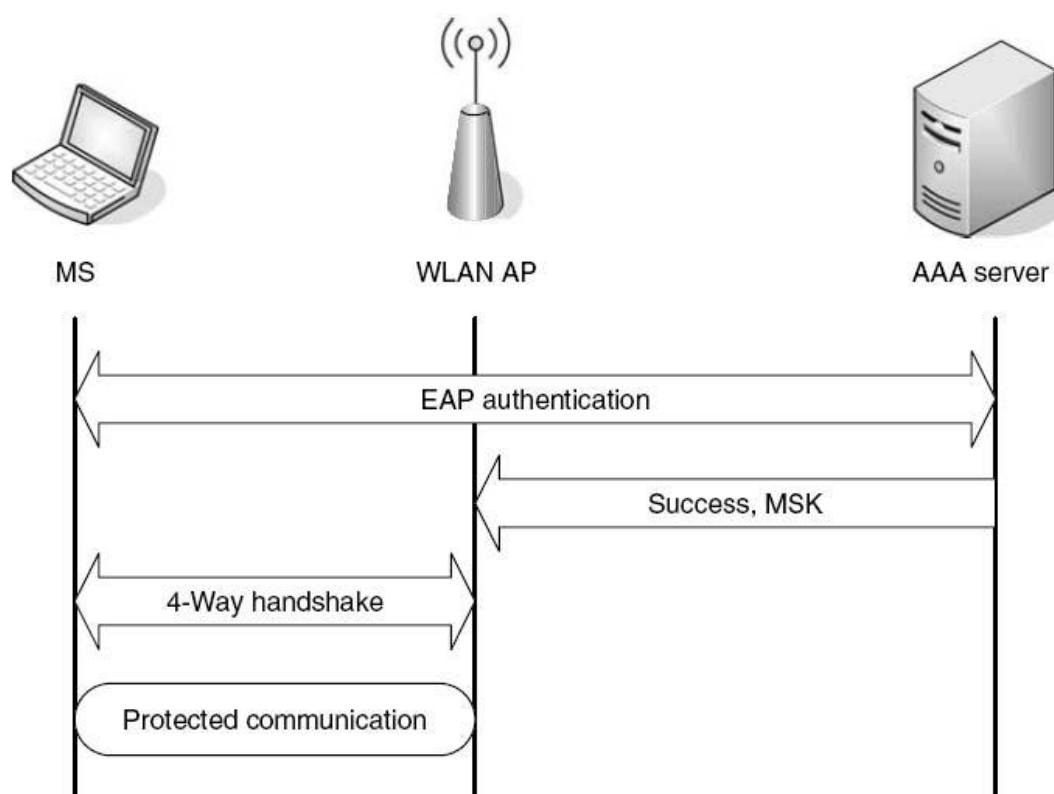 MS
WLAN AP
AAA server
EAP authentication
Success, MSK
4-Way handshake
Protected communication